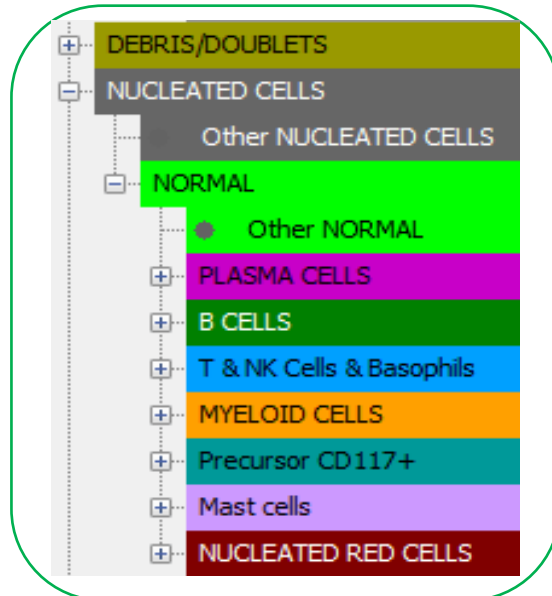 DEBRIS/DOUBLETS
NUCLEATED CELLS
Other NUCLEATED CELLS
NORMAL
Other NORMAL
PLASMA CELLS
B CELLS
T & NK Cells & Basophils
MYELOID CELLS
Precursor CD117+
Mast cells
NUCLEATED RED CELLS